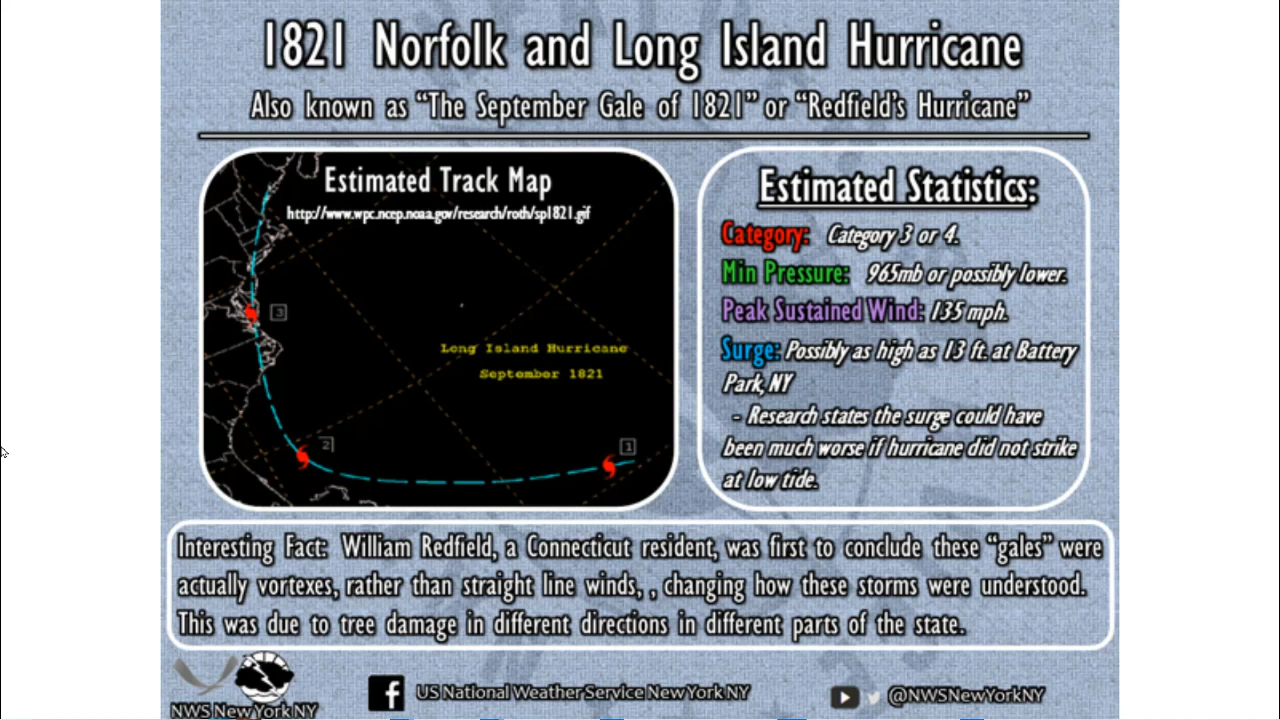 1821 Norfolk and Long Island Hurricane
Also known as “The September Gale of 1821” or “Redfield’s Hurricane”
Estimated Track Map
http://www.wpc.ncep.noaa.gov/research/roth/sp1821.gif
3
Long Island Hurricane
September 1821
2
1
Estimated Statistics:
Category: Category 3 or 4.
Min Pressure: 965mb or possibly lower.
Peak Sustained Wind: 135 mph.
Surge: Possibly as high as 13 ft. at Battery
Park, NY
- Research states the surge could have
been much worse if hurricane did not strike
at low tide.
Interesting Fact: William Redfield, a Connecticut resident, was first to conclude these “gales” were
actually vortexes, rather than straight line winds, , changing how these storms were understood.
This was due to tree damage in different directions in different parts of the state.
NWS New York NY
US National Weather Service New York NY
@NWSNewYorkNY